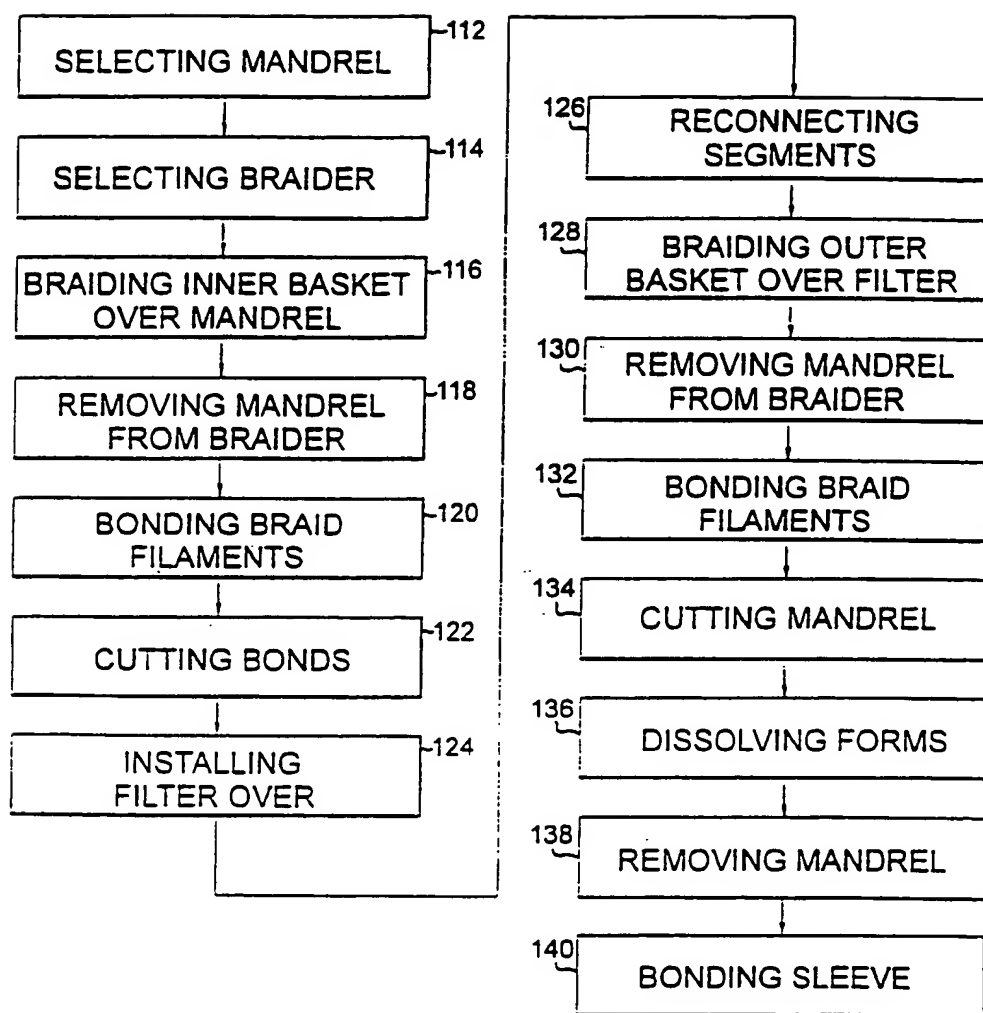 112
SELECTING MANDREL
114
SELECTING BRAIDER
116
BRAIDING INNER BASKET
OVER MANDREL
118
REMOVING MANDREL
FROM BRAIDER
120
BONDING BRAID
FILAMENTS
122
CUTTING BONDS
124
INSTALLING
FILTER OVER
126
RECONNECTING
SEGMENTS
128
BRAIDING OUTER
BASKET OVER FILTER
130
REMOVING MANDREL
FROM BRAIDER
132
BONDING BRAID
FILAMENTS
134
CUTTING MANDREL
136
DISSOLVING FORMS
138
REMOVING MANDREL
140
BONDING SLEEVE